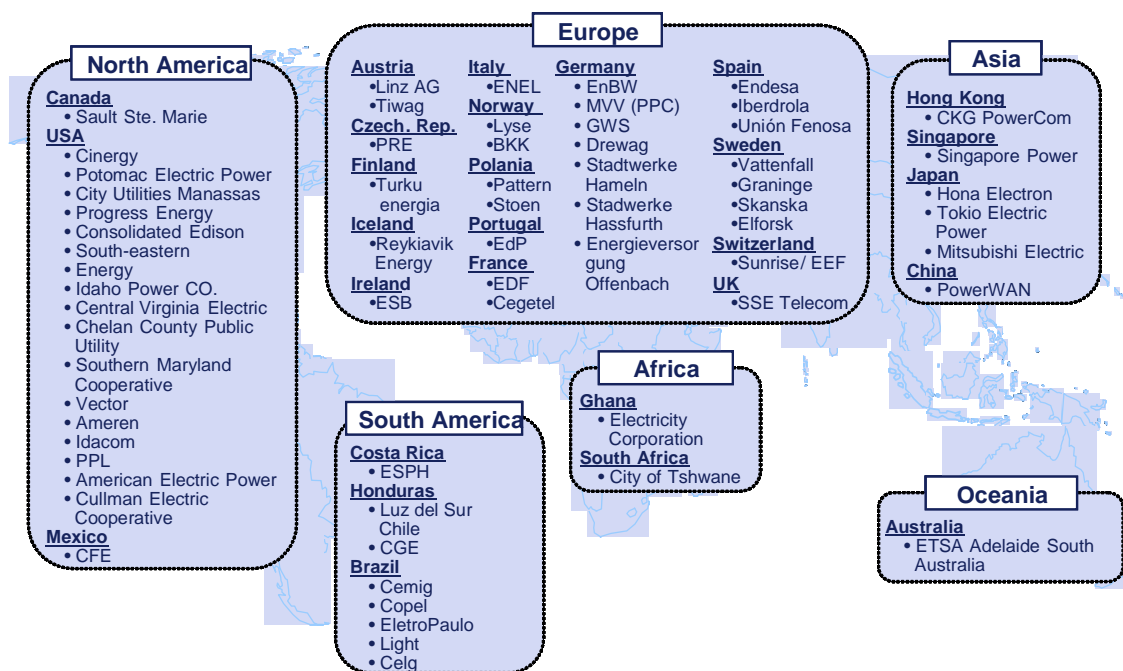 North America
Canada
• Sault Ste. Marie
USA
• Cinergy
• Potomac Electric Power
• City Utilities Manassas
• Progress Energy
• Consolidated Edison
• South-eastern
• Energy
• Idaho Power CO.
• Central Virginia Electric
• Chelan County Public
Utility
• Southern Maryland
Cooperative
• Vector
• Ameren
• Idacom
• PPL
• American Electric Power
• Cullman Electric
Cooperative
Mexico
• CFE
Europe
Austria
•Linz AG
•Tiwag
Czech. Rep.
•PRE
Finland
•Turku
energia
Iceland
•Reykiavik
Energy
Ireland
•ESB
Italy
•ENEL
Norway
•Lyse
•BKK
Polania
•Pattern
•Stoen
Portugal
•EdP
France
•EDF
•Cegetel
Germany
• EnBW
• MVV (PPC)
• GWS
• Drewag
• Stadtwerke
Hameln
• Stadwerke
Hassfurth
• Energieversor
gung
Offenbach
Spain
•Endesa
•Iberdrola
•Unión Fenosa
Sweden
•Vattenfall
•Graninge
•Skanska
•Elforsk
Switzerland
•Sunrise/ EEF
UK
•SSE Telecom
Asia
Hong Kong
• CKG PowerCom
Singapore
• Singapore Power
Japan
• Hona Electron
• Tokio Electric
Power
• Mitsubishi Electric
China
• PowerWAN
South America
Costa Rica
• ESPH
Honduras
• Luz del Sur
Chile
• CGE
Brazil
• Cemig
• Copel
• EletroPaulo
• Light
• Celg
Africa
Ghana
• Electricity
Corporation
South Africa
• City of Tshwane
Oceania
Australia
• ETSA Adelaide South
Australia